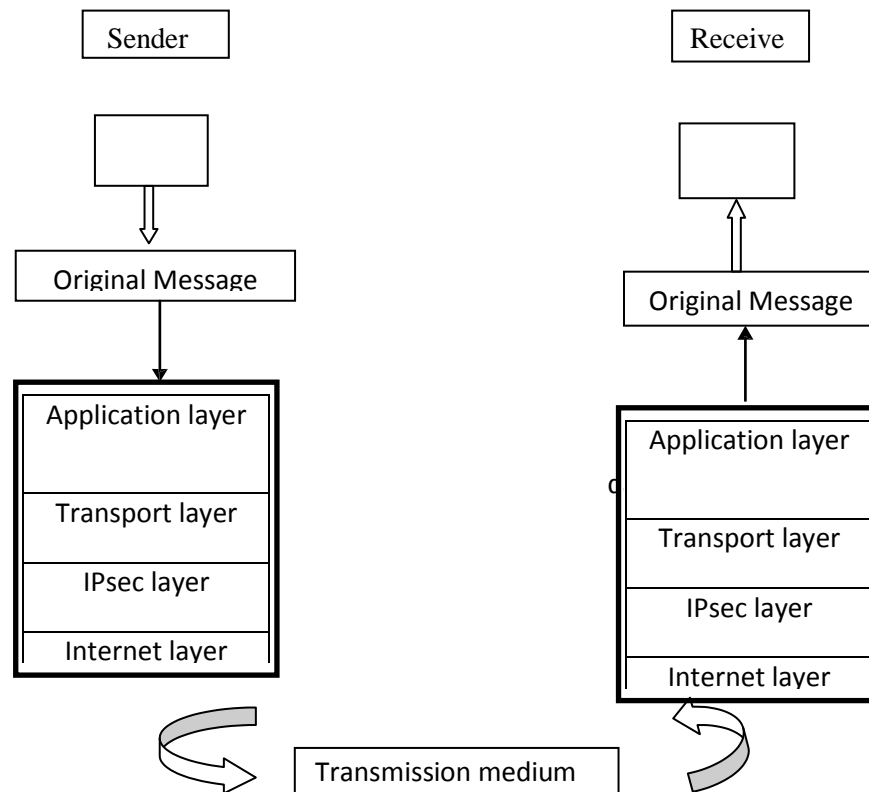 Sender
Receive
Original Message
Original Message
Application layer
Transport layer
IPsec layer
Internet layer
Application layer
Transport layer
IPsec layer
Internet layer
Transmission medium